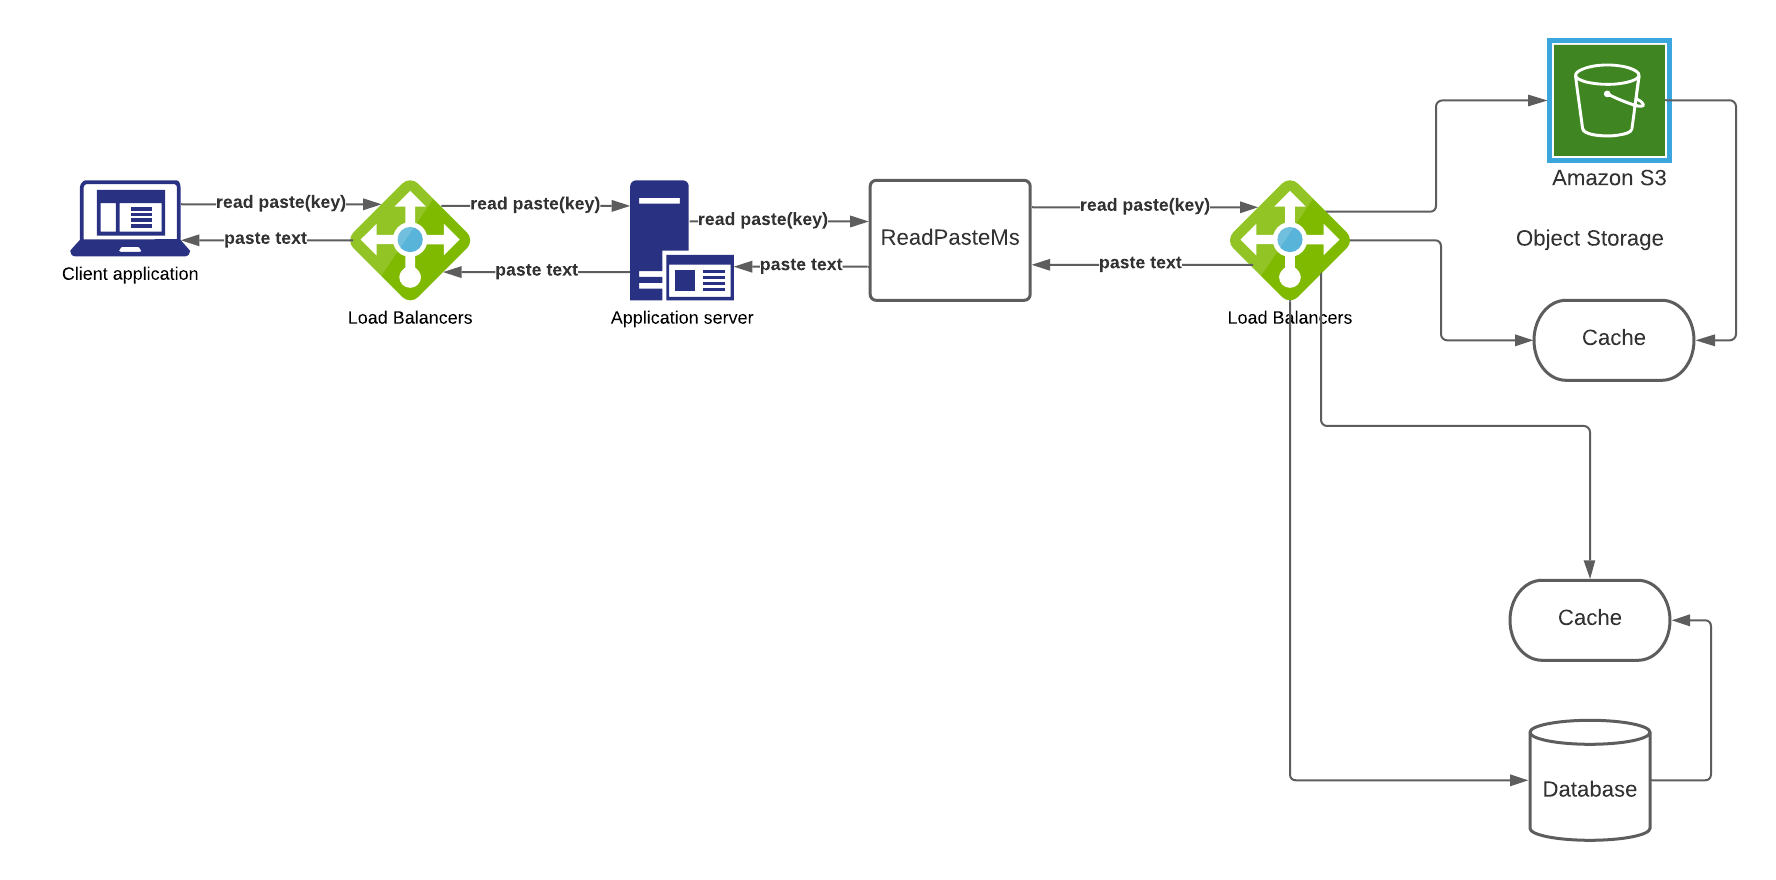 Amazon S3
read paste(key)
read paste(key)
read paste(key)
ReadPasteMs
read paste(key)
Object Storage
paste text
paste text
paste text
paste text
Client application
Load Balancers
Application server
Load Balancers
Cache
Cache
Database